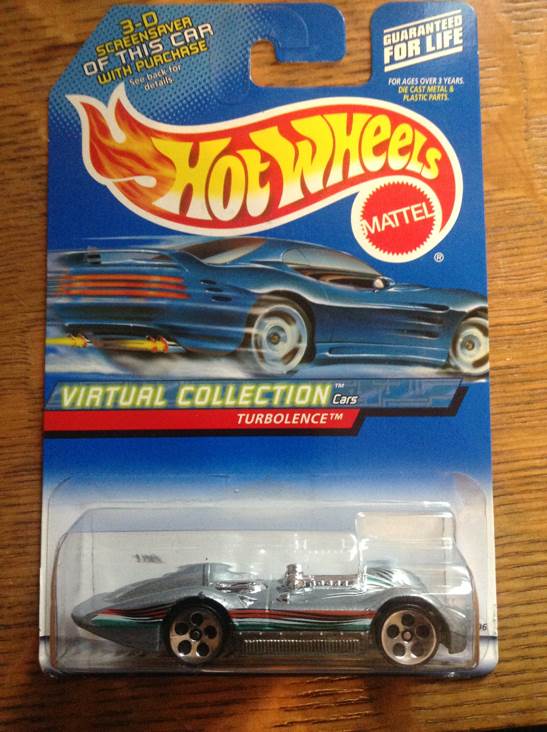 3-D
SCREENSAVER
OF THIS CAR
WITH PURCHASE
See back for
details
GUARANTEED
FOR LIFE
FOR AGES OVER 3 YEARS.
DIE CAST METAL &
PLASTIC PARTS.
HOT WHEELS
MATTEL
®
VIRTUAL COLLECTION™
Cars
TURBOLENCE™